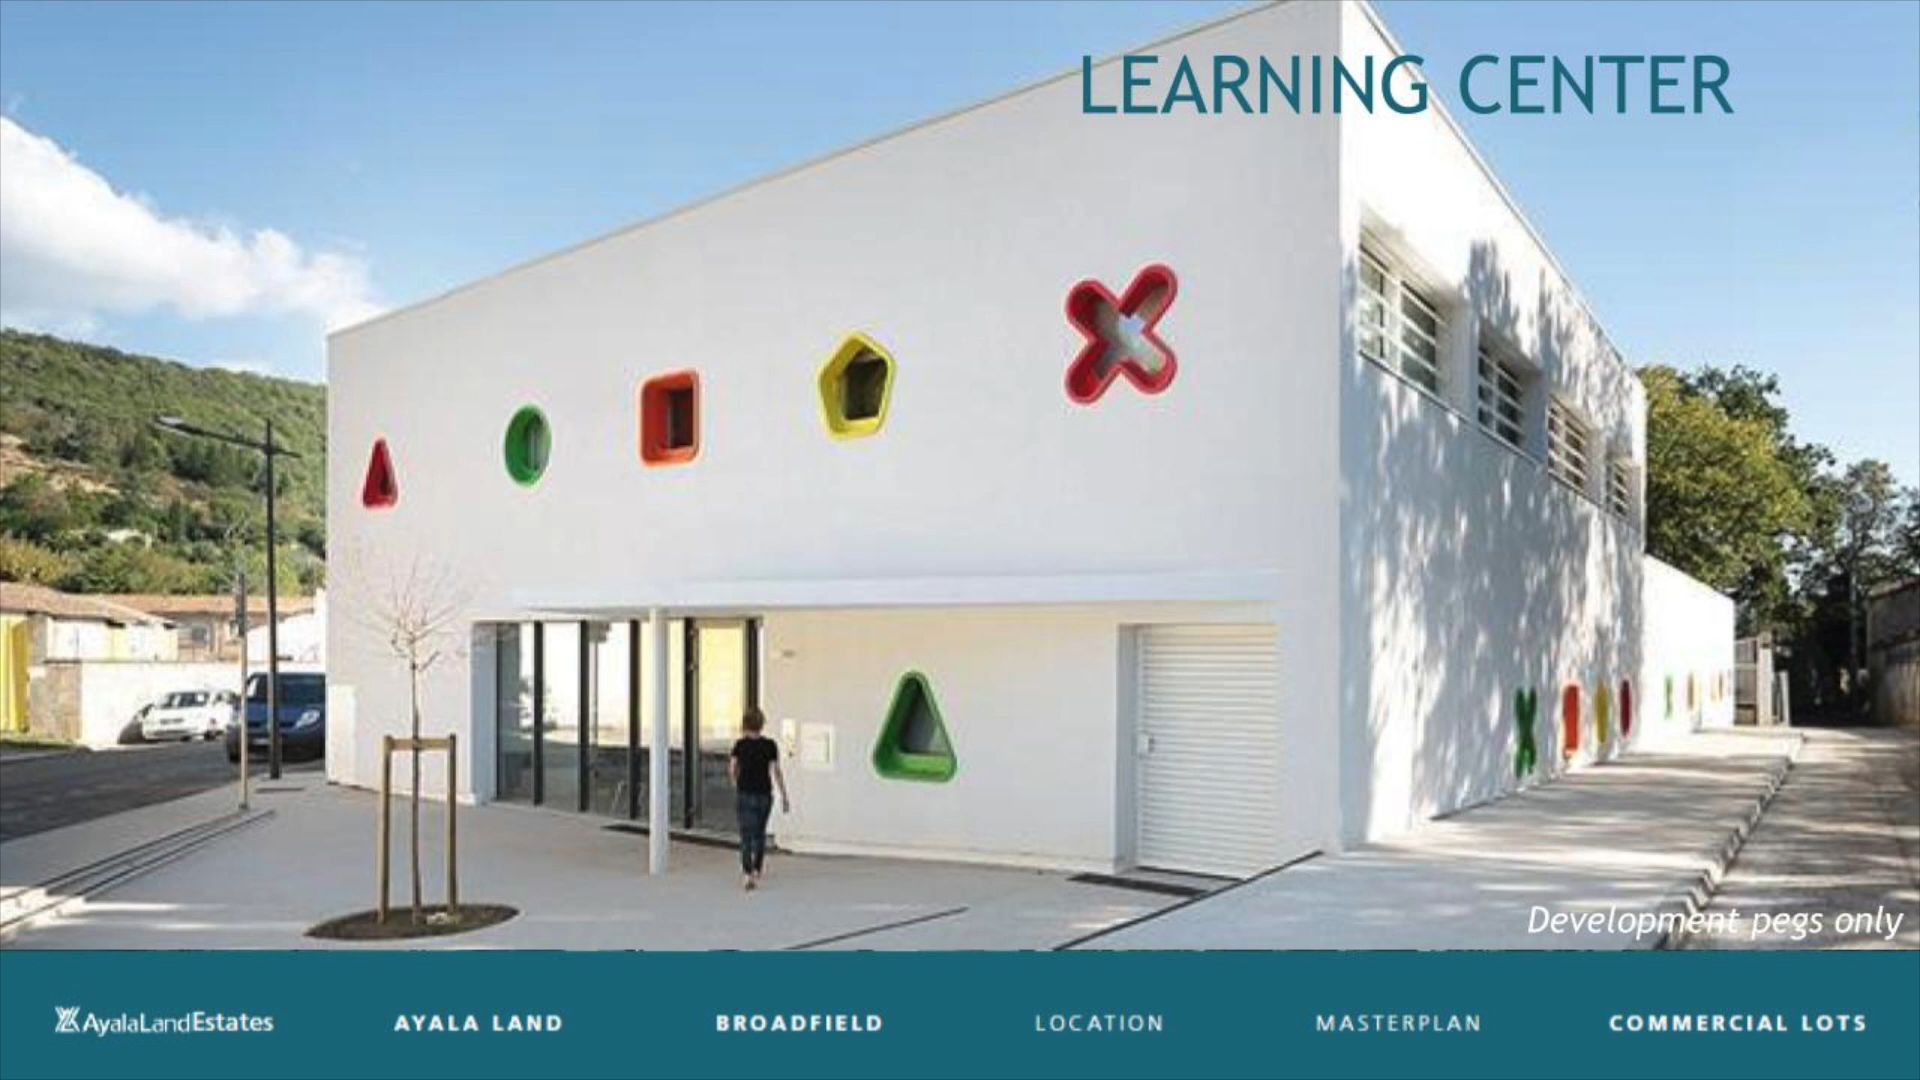 LEARNING CENTER
Development pegs only
AyalaLandEstates
AYALA LAND
BROADFIELD
LOCATION
MASTERPLAN
COMMERCIAL LOTS